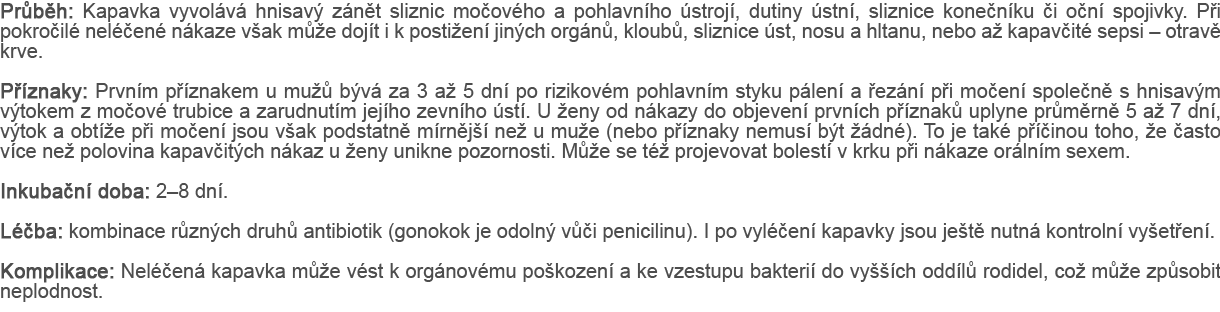 Průběh: Kapavka vyvolává hnisavý zánět sliznic močového a pohlavního ústrojí, dutiny ústní, sliznice konečníku či oční spojivky. Při
pokročilé neléčené nákaze však může dojít i k postižení jiných orgánů, kloubů, sliznice úst, nosu a hltanu, nebo až kapavčité sepsi – otravě
krve.
Příznaky: Prvním příznakem u mužů bývá za 3 až 5 dní po rizikovém pohlavním styku pálení a řezání při močení společně s hnisavým
výtokem z močové trubice a zarudnutím jejího zevního ústí. U ženy od nákazy do objevení prvních příznaků uplyne průměrně 5 až 7 dní,
výtok a obtíže při močení jsou však podstatně mírnější než u muže (nebo příznaky nemusí být žádné). To je také příčinou toho, že často
více než polovina kapavčitých nákaz u ženy unikne pozornosti. Může se též projevovat bolestí v krku při nákaze orálním sexem.
Inkubační doba: 2–8 dní.
Léčba: kombinace různých druhů antibiotik (gonokok je odolný vůči penicilinu). I po vyléčení kapavky jsou ještě nutná kontrolní vyšetření.
Komplikace: Neléčená kapavka může vést k orgánovému poškození a ke vzestupu bakterií do vyšších oddílů rodidel, což může způsobit
neplodnost.